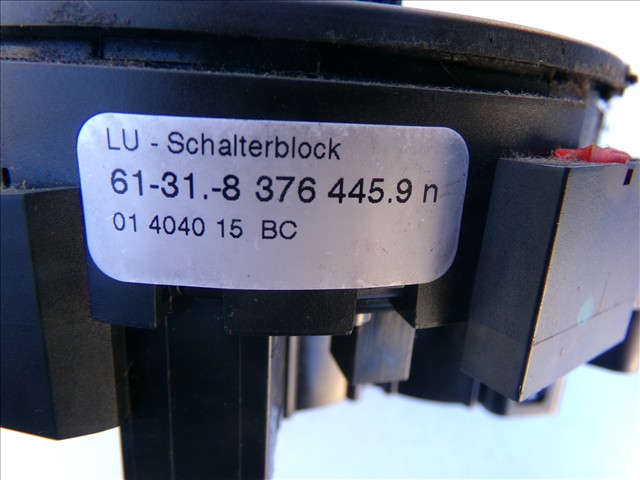 LU - Schalterblock
61-31.-8 376 445.9 n
01 4040 15 BC